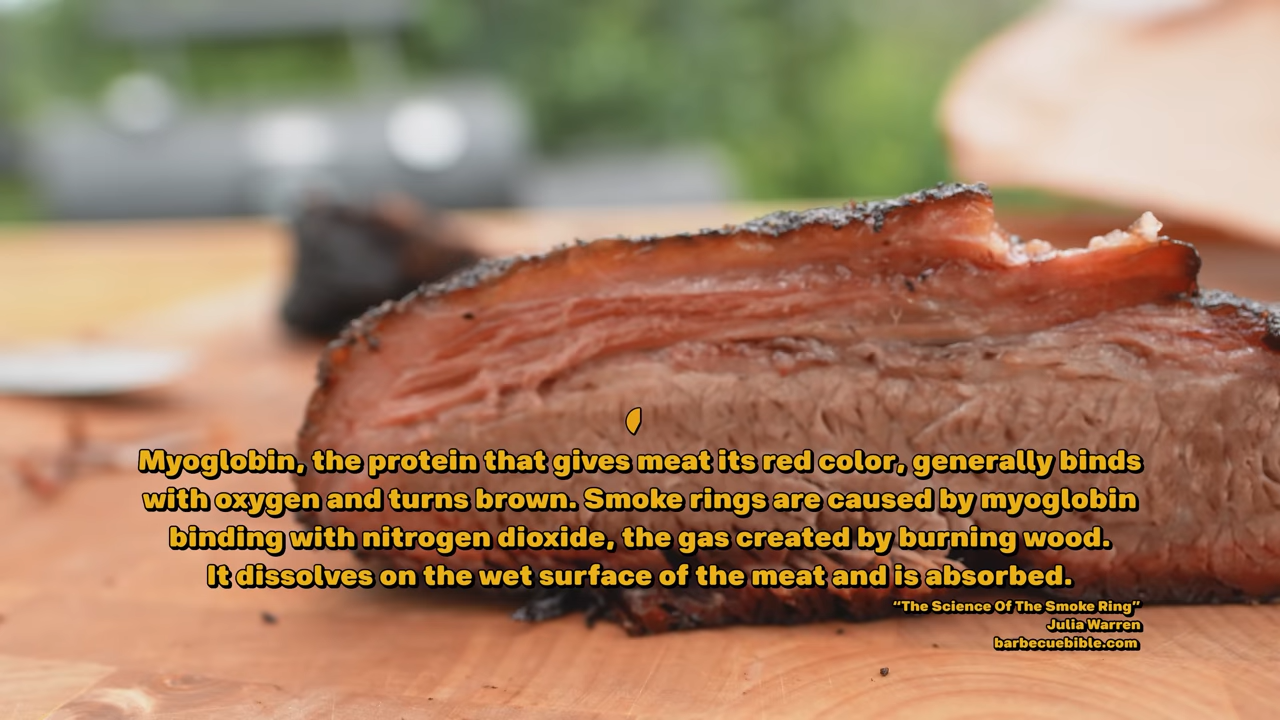 Myoglobin, the protein that gives meat its red color, generally binds
with oxygen and turns brown. Smoke rings are caused by myoglobin
binding with nitrogen dioxide, the gas created by burning wood.
It dissolves on the wet surface of the meat and is absorbed.
“The Science Of The Smoke Ring”
Julia Warren
barbecuebible.com